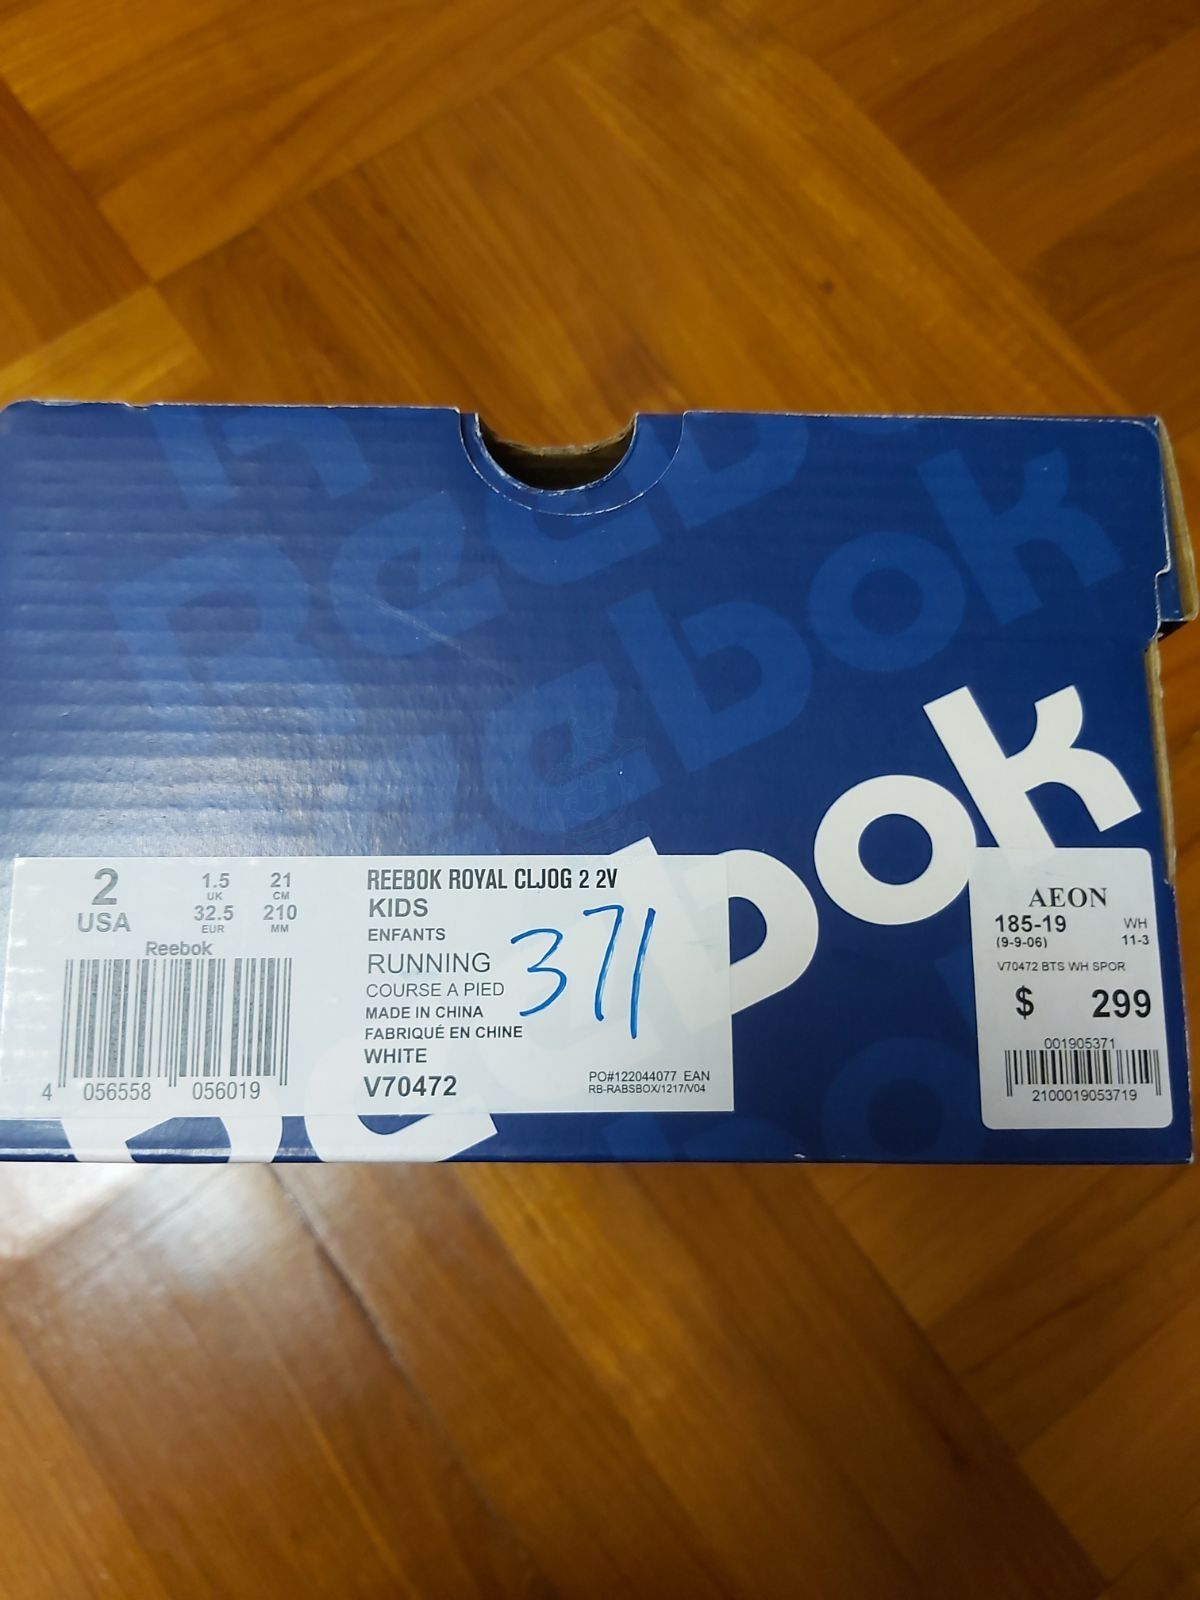 Reebok
2
USA
1.5
UK
32.5
EUR
21
CM
210
MM
Reebok
4 056558 056019
REEBOK ROYAL CLJOG 2 2V
KIDS
ENFANTS
RUNNING
COURSE A PIED
MADE IN CHINA
FABRIQUÉ EN CHINE
WHITE
V70472
371
PO#122044077 EAN
RB-RABSBOX/1217/V04
AEON
185-19 WH
(9-9-06) 11-3
V70472 BTS WH SPOR
$ 299
001905371
2100019053719